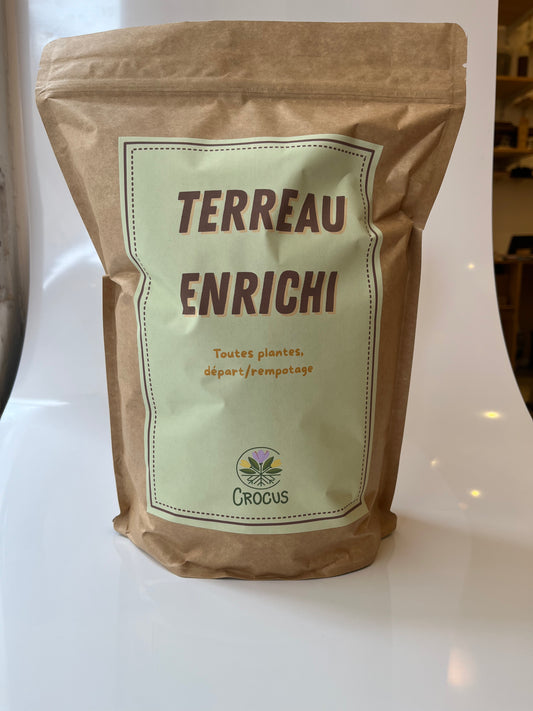 TERREAU
ENRICHI
Toutes plantes,
départ/rempotage
CROCUS